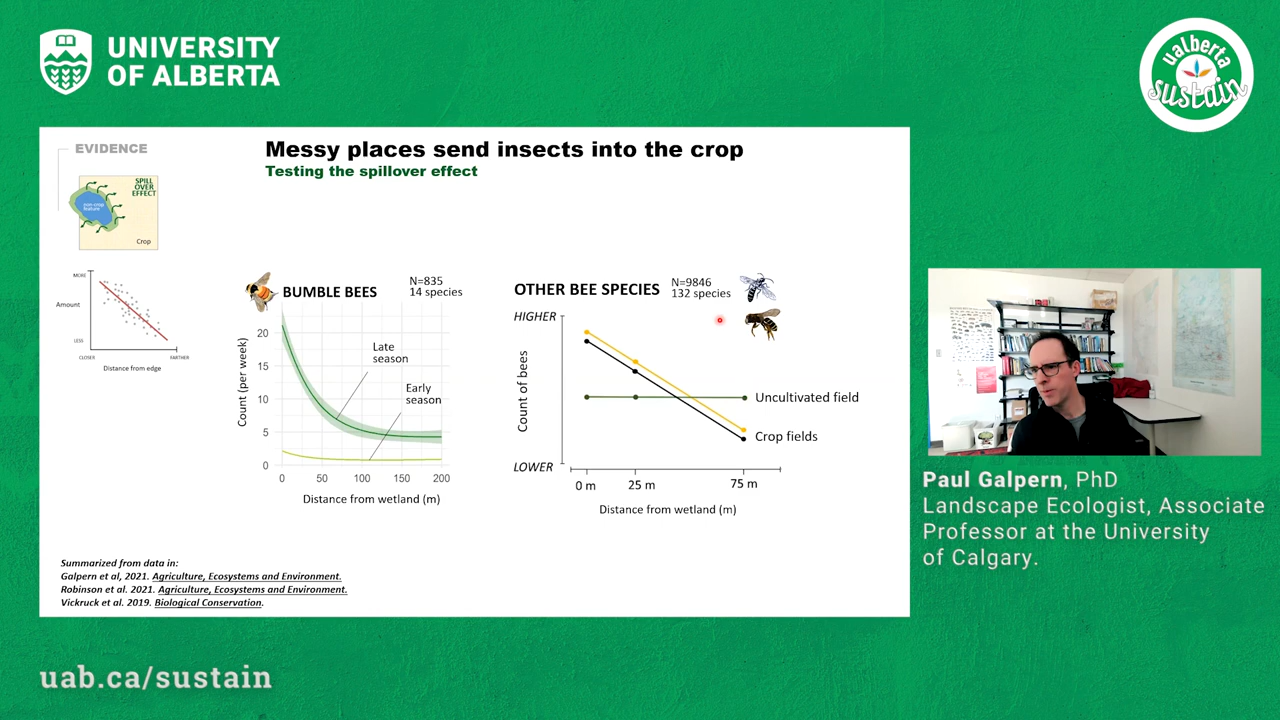 UNIVERSITY
OF ALBERTA
ualberta
sustain
EVIDENCE
Messy places send insects into the crop
Testing the spillover effect
SPILL
OVER
EFFECT
non-crop
feature
Crop
MORE
Amount
LESS
CLOSER
FARTHER
Distance from edge
BUMBLE BEES
N=835
14 species
Count (per week)
20
15
10
5
0
Late
season
Early
season
0
50
100
150
200
Distance from wetland (m)
OTHER BEE SPECIES
N=9846
132 species
HIGHER
Count of bees
LOWER
Uncultivated field
Crop fields
0 m
25 m
75 m
Distance from wetland (m)
Summarized from data in:
Galpern et al, 2021. Agriculture, Ecosystems and Environment.
Robinson et al. 2021. Agriculture, Ecosystems and Environment.
Vickruck et al. 2019. Biological Conservation.
Paul Galpern, PhD
Landscape Ecologist, Associate
Professor at the University
of Calgary.
uab.ca/sustain